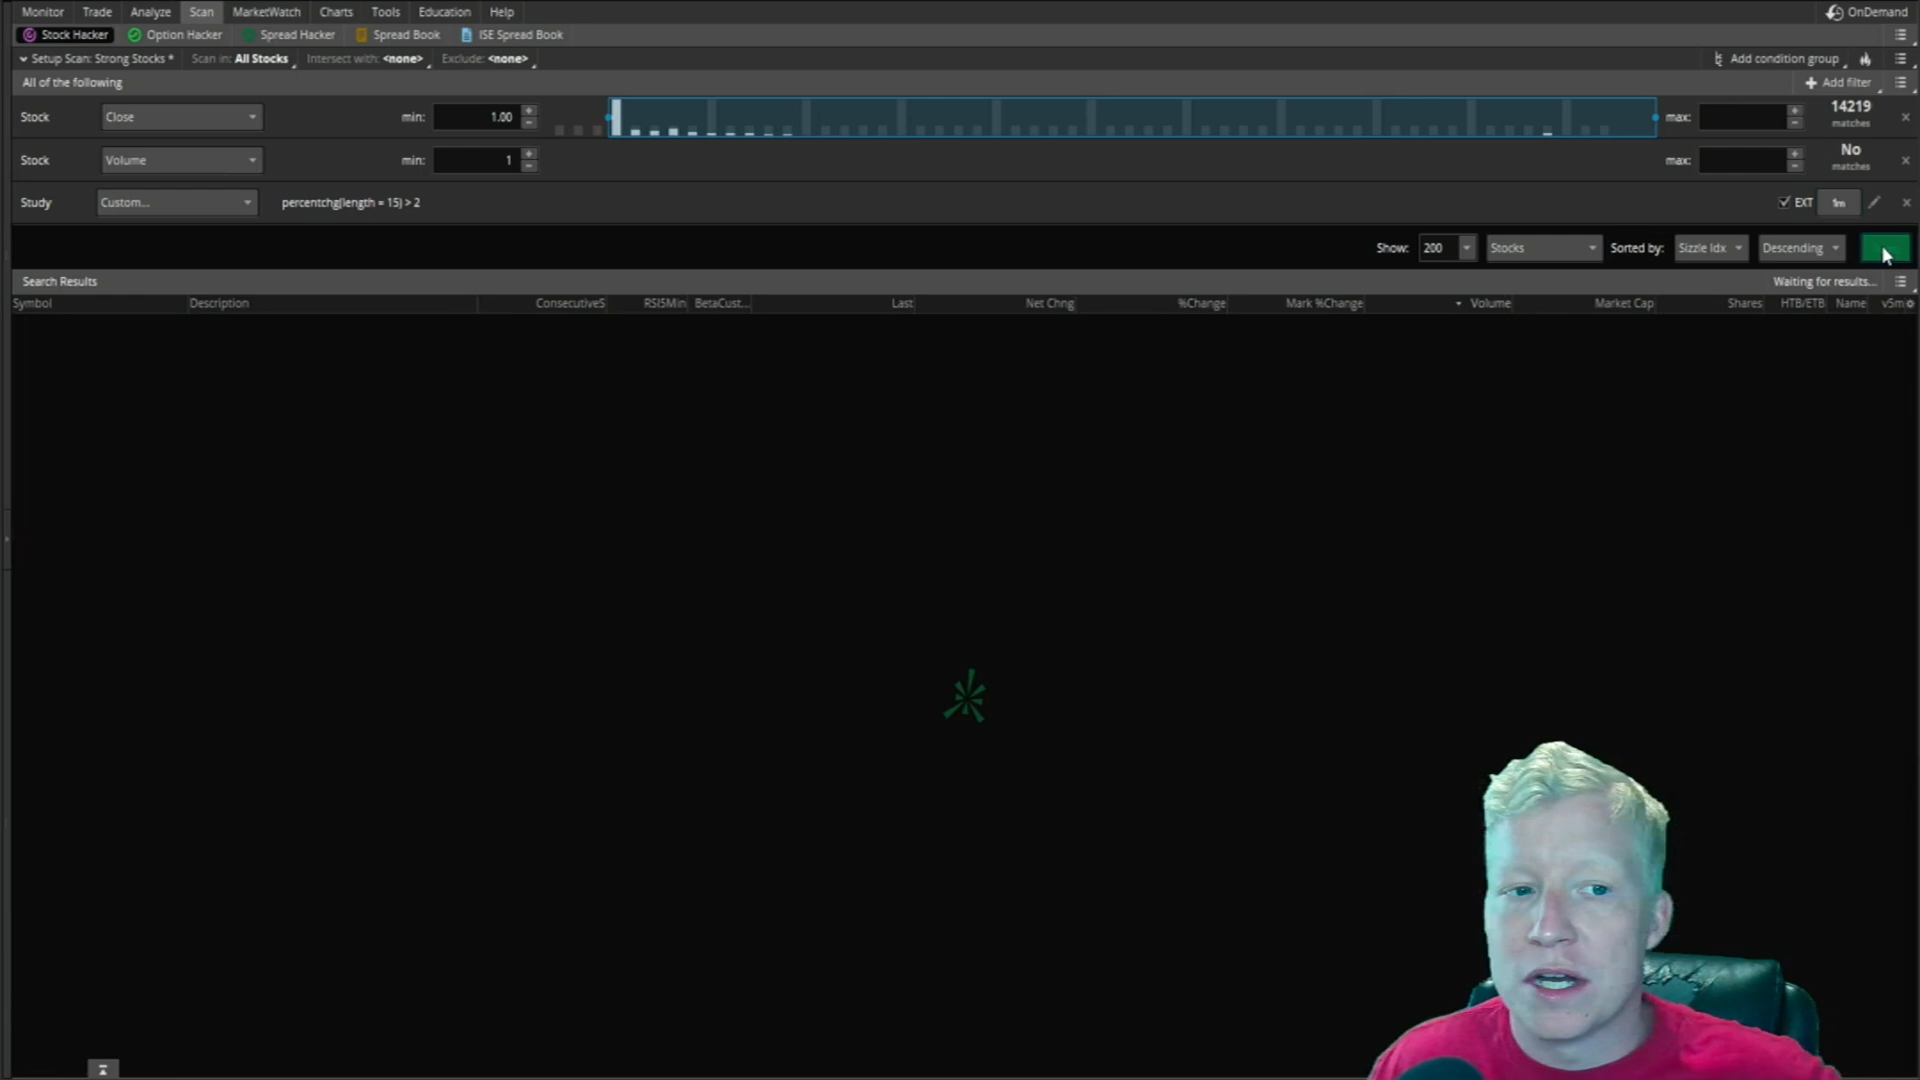 Monitor Trade Analyze Scan MarketWatch Charts Tools Education Help OnDemand
Stock Hacker Option Hacker Spread Hacker Spread Book ISE Spread Book
Setup Scan: Strong Stocks * Scan in: All Stocks Intersect with: <none> Exclude: <none> Add condition group
All of the following + Add filter
Stock Close min: 1.00 max: 14219 matches
Stock Volume min: 1 max: No matches
Study Custom... percentchg(length = 15) > 2 EXT 1m
Show: 200 Stocks Sorted by: Sizzle Idx Descending
Search Results Waiting for results...
Symbol Description ConsecutiveS RSI5Min BetaCust... Last Net Chng %Change Mark %Change Volume Market Cap Shares HTB/ETB Name v5m